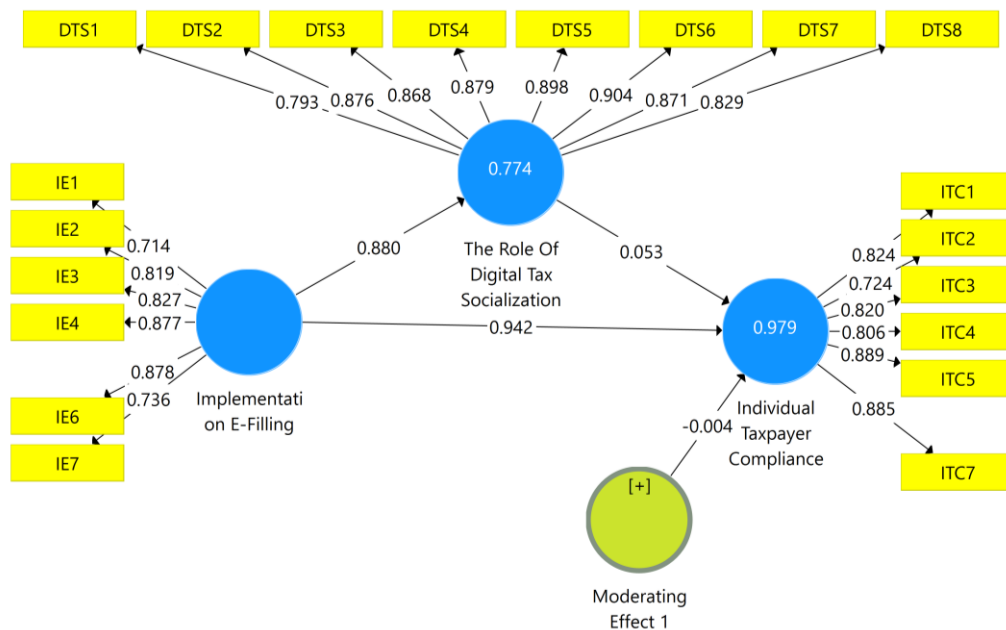 DTS1 DTS2 DTS3 DTS4 DTS5 DTS6 DTS7 DTS8
0.793 0.876 0.868 0.879 0.898 0.904 0.871 0.829
0.774
The Role Of
Digital Tax
Socialization
IE1
IE2
IE3
IE4
IE6
IE7
0.714
0.819
0.827
0.877
0.878
0.736
Implementati
on E-Filling
0.880
0.942
0.053
-0.004
0.979
Individual
Taxpayer
Compliance
0.824
0.724
0.820
0.806
0.889
0.885
ITC1
ITC2
ITC3
ITC4
ITC5
ITC7
[+]
Moderating
Effect 1